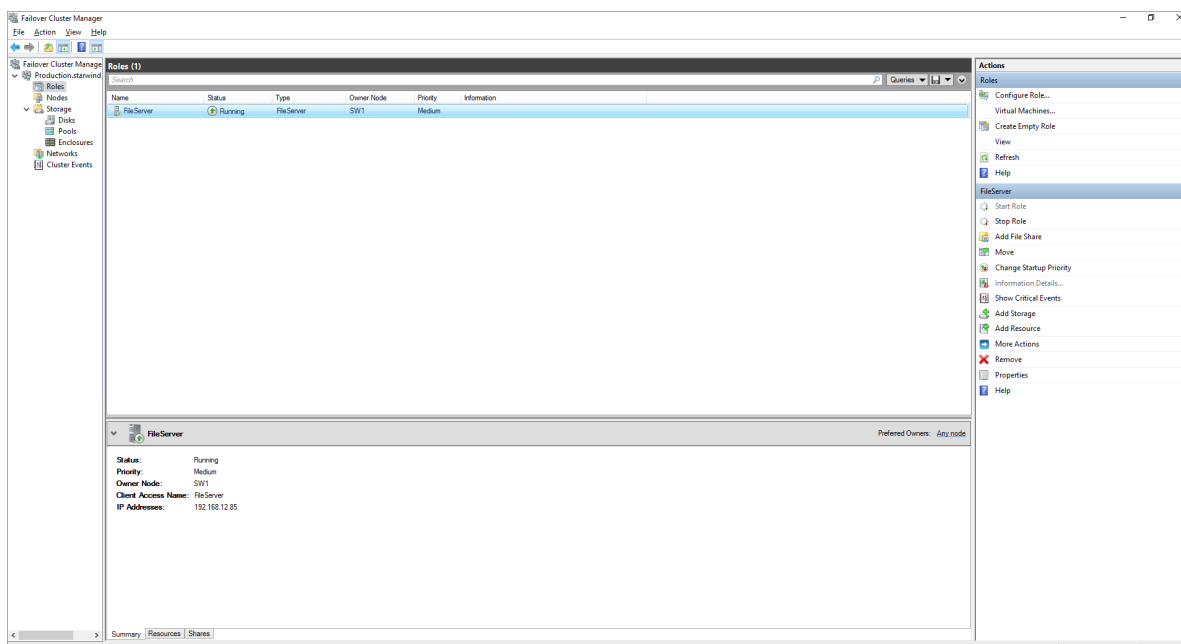 Failover Cluster Manager
File Action View Help
Failover Cluster Manage
Production.starwind
Roles
Nodes
Storage
Disks
Pools
Enclosures
Networks
Cluster Events
Roles (1)
Search
Queries
Name Status Type Owner Node Priority Information
FileServer Running FileServer SW1 Medium
FileServer
Preferred Owners: Any node
Status: Running
Priority: Medium
Owner Node: SW1
Client Access Name: FileServer
IP Addresses: 192.168.12.85
Summary Resources Shares
Actions
Roles
Configure Role...
Virtual Machines...
Create Empty Role
View
Refresh
Help
FileServer
Start Role
Stop Role
Add File Share
Move
Change Startup Priority
Information Details...
Show Critical Events
Add Storage
Add Resource
More Actions
Remove
Properties
Help